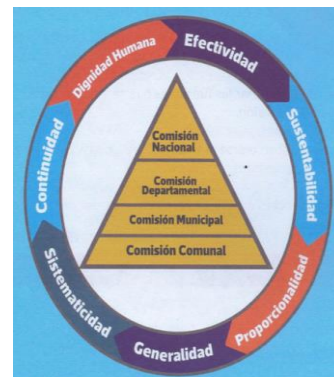 Dignidad Humana
Efectividad
Sustentabilidad
Proporcionalidad
Generalidad
Sistematicidad
Continuidad
Comisión
Nacional
Comisión
Departamental
Comisión Municipal
Comisión Comunal